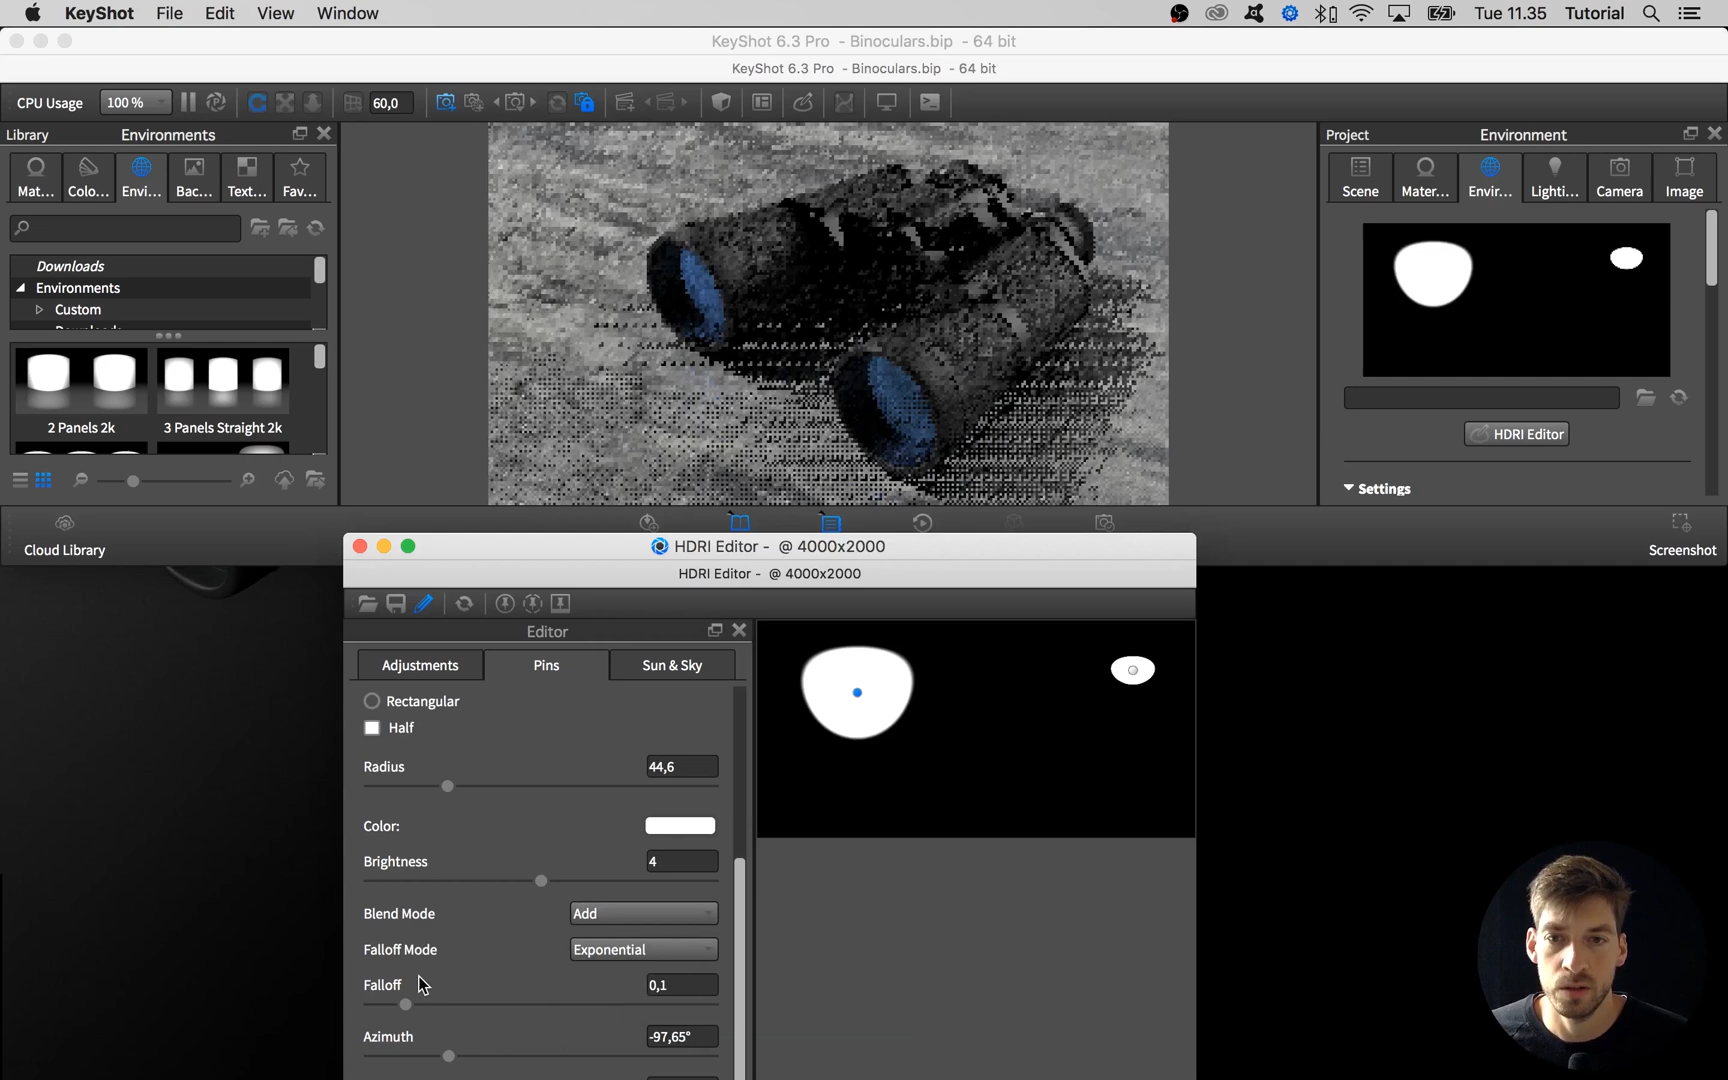 KeyShot File Edit View Window Tue 11.35 Tutorial
KeyShot 6.3 Pro - Binoculars.bip - 64 bit
KeyShot 6.3 Pro - Binoculars.bip - 64 bit
CPU Usage 100 % 60,0
Library Environments
Mat... Colo... Envi... Bac... Text... Fav...
Downloads
Environments
Custom
2 Panels 2k 3 Panels Straight 2k
Cloud Library
Project Environment
Scene Mater... Envir... Lighti... Camera Image
HDRI Editor
Settings
Screenshot
HDRI Editor - @ 4000x2000
HDRI Editor - @ 4000x2000
Editor
Adjustments Pins Sun & Sky
Rectangular
Half
Radius 44,6
Color:
Brightness 4
Blend Mode Add
Falloff Mode Exponential
Falloff 0,1
Azimuth -97,65°